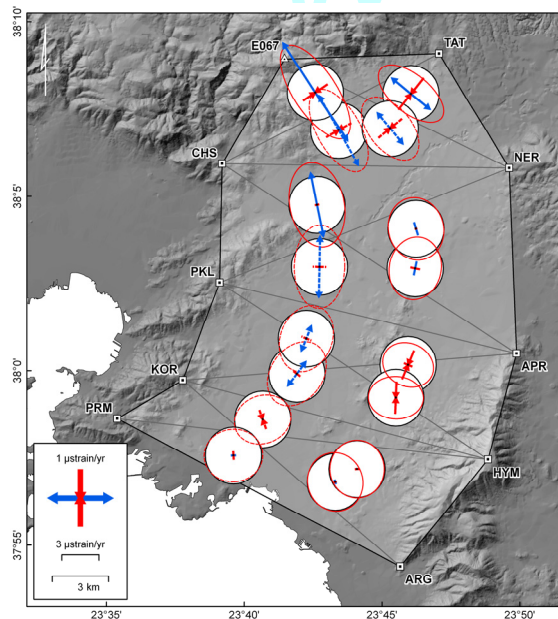 38°10'
E067
TAT
CHS
NER
38°5'
PKL
APR
38°0'
KOR
PRM
1 μstrain/yr
HYM
3 μstrain/yr
37°55'
3 km
ARG
23°35'
23°40'
23°45'
23°50'